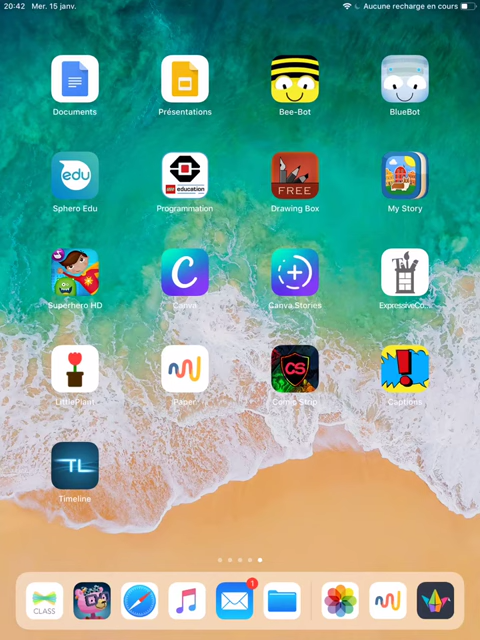 20:42 Mer. 15 janv.
Aucune recharge en cours
Documents
Présentations
Bee-Bot
BlueBot
edu
education
FREE
Sphero Edu
Programmation
Drawing Box
My Story
Superhero HD
Canva
Canva Stories
ExpressiveCo...
CS
LittlePlant
Paper
Comic Strip
Captions
TL
Timeline
1
CLASS